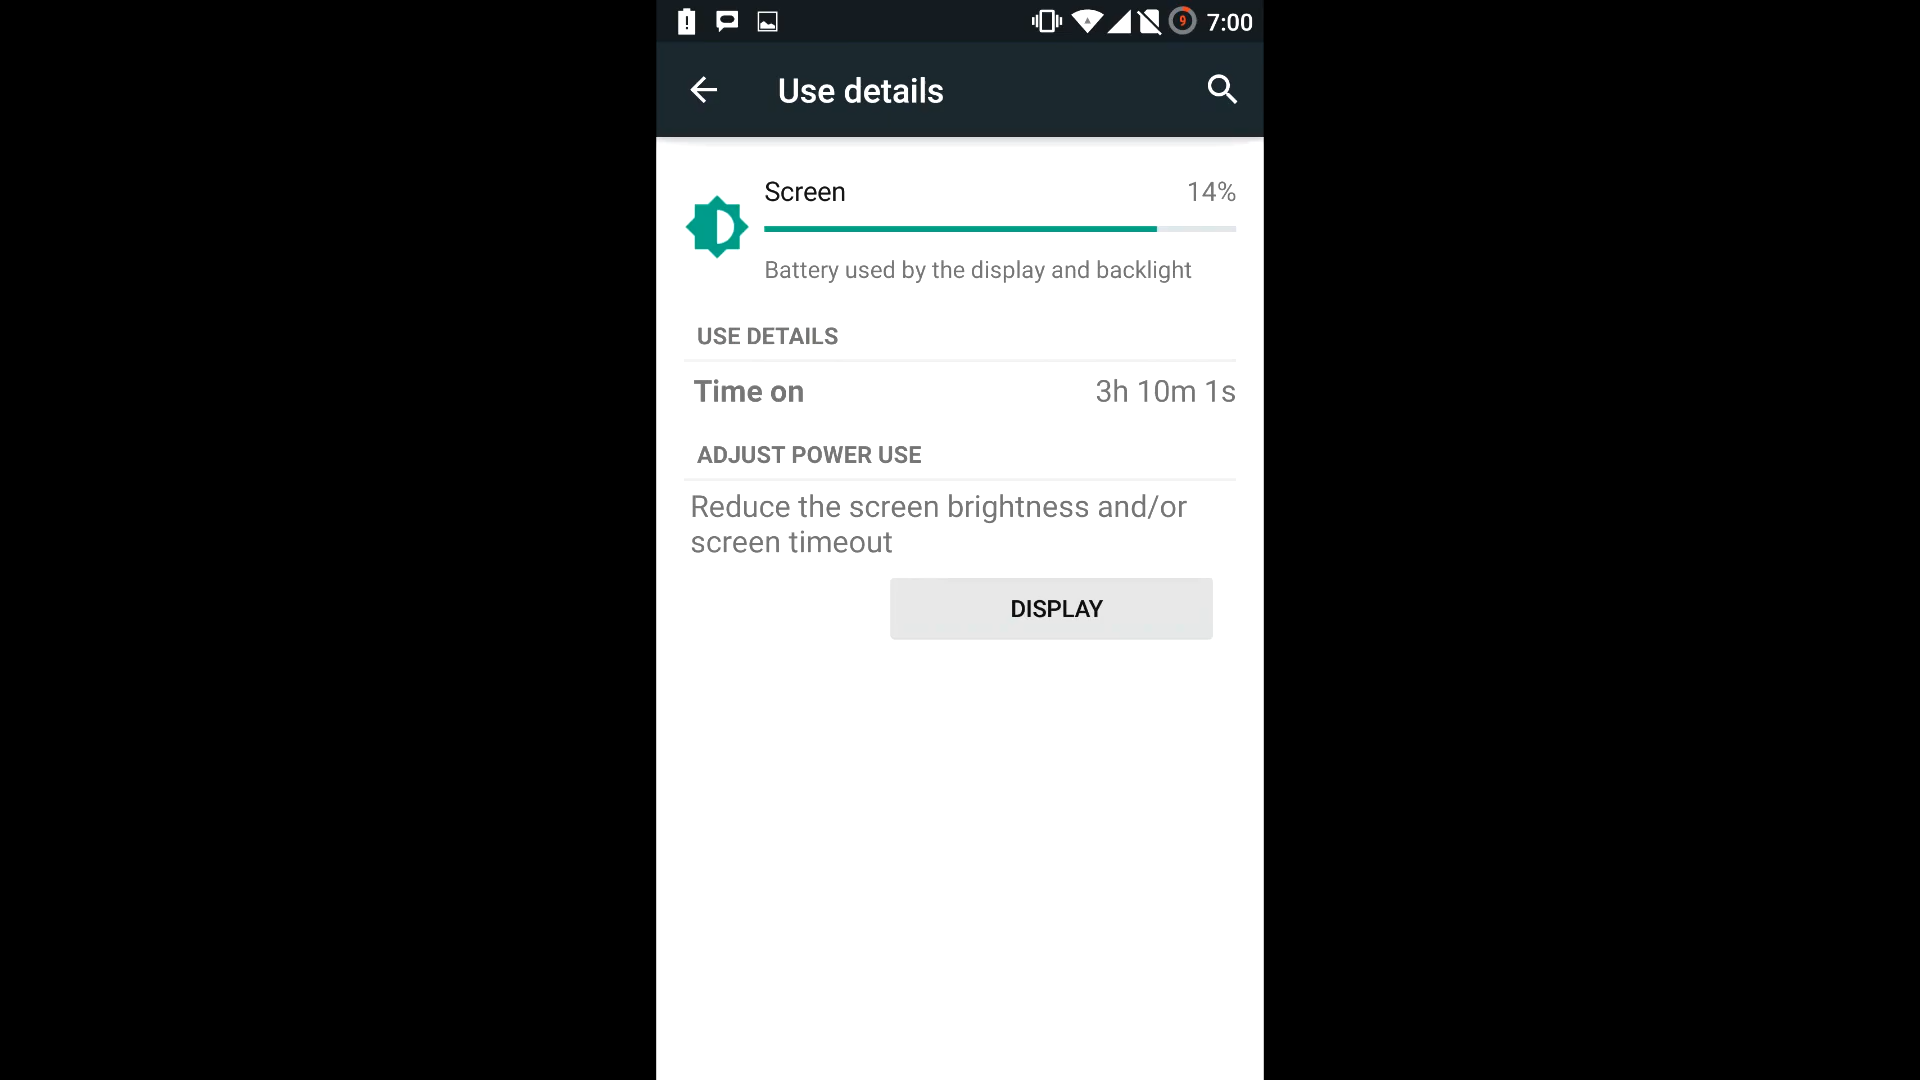 9 7:00
Use details
Screen 14%
Battery used by the display and backlight
USE DETAILS
Time on 3h 10m 1s
ADJUST POWER USE
Reduce the screen brightness and/or
screen timeout
DISPLAY